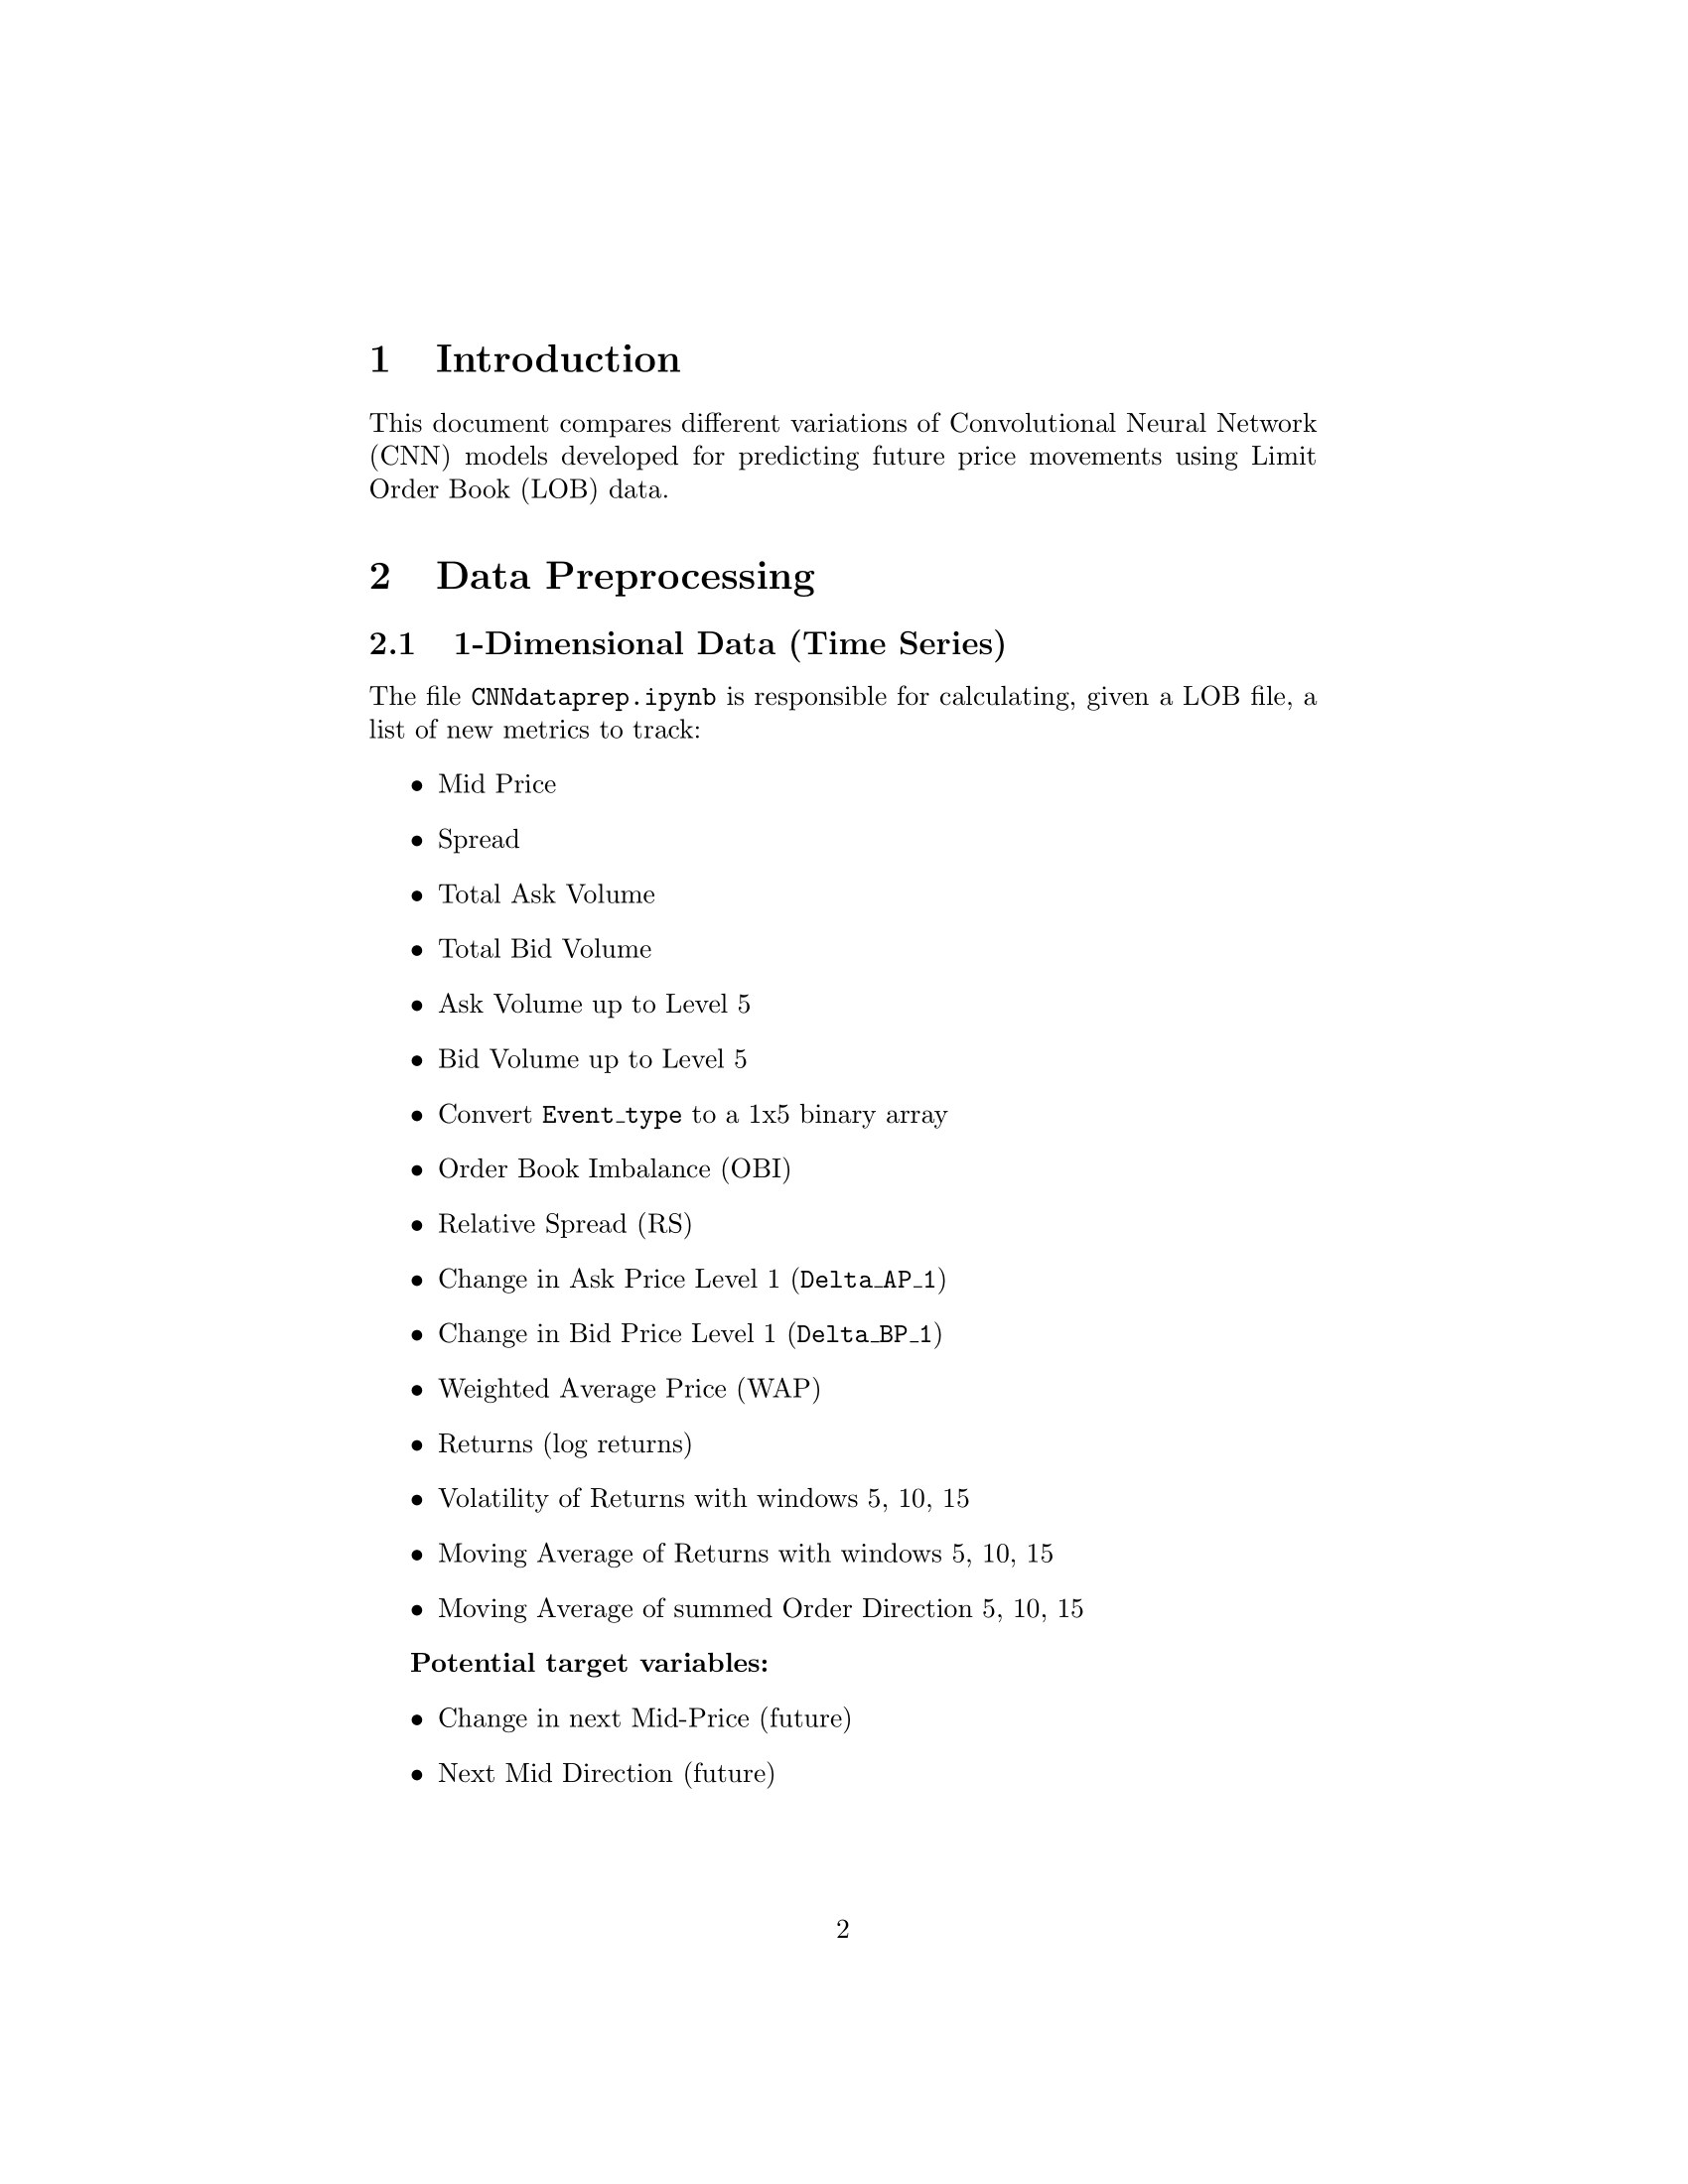 1 Introduction
This document compares different variations of Convolutional Neural Network
(CNN) models developed for predicting future price movements using Limit
Order Book (LOB) data.
2 Data Preprocessing
2.1 1-Dimensional Data (Time Series)
The file CNNdataprep.ipynb is responsible for calculating, given a LOB file, a
list of new metrics to track:
• Mid Price
• Spread
• Total Ask Volume
• Total Bid Volume
• Ask Volume up to Level 5
• Bid Volume up to Level 5
• Convert Event_type to a 1x5 binary array
• Order Book Imbalance (OBI)
• Relative Spread (RS)
• Change in Ask Price Level 1 (Delta_AP_1)
• Change in Bid Price Level 1 (Delta_BP_1)
• Weighted Average Price (WAP)
• Returns (log returns)
• Volatility of Returns with windows 5, 10, 15
• Moving Average of Returns with windows 5, 10, 15
• Moving Average of summed Order Direction 5, 10, 15
Potential target variables:
• Change in next Mid-Price (future)
• Next Mid Direction (future)
2